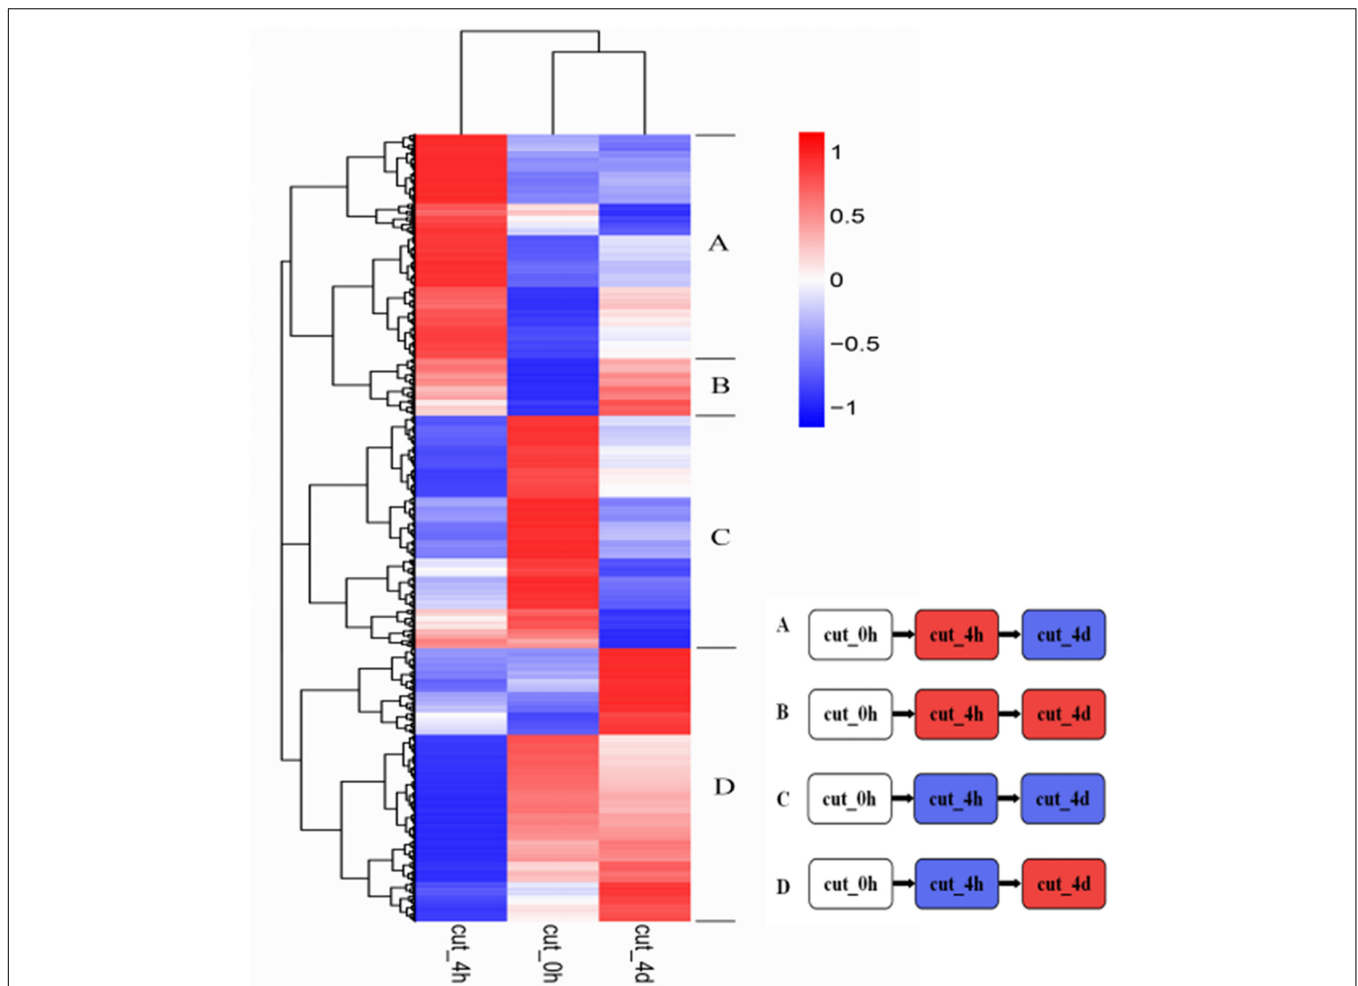 A
B
C
D
1
0.5
0
−0.5
−1
cut_4h
cut_0h
cut_4d
A cut_0h cut_4h cut_4d
B cut_0h cut_4h cut_4d
C cut_0h cut_4h cut_4d
D cut_0h cut_4h cut_4d